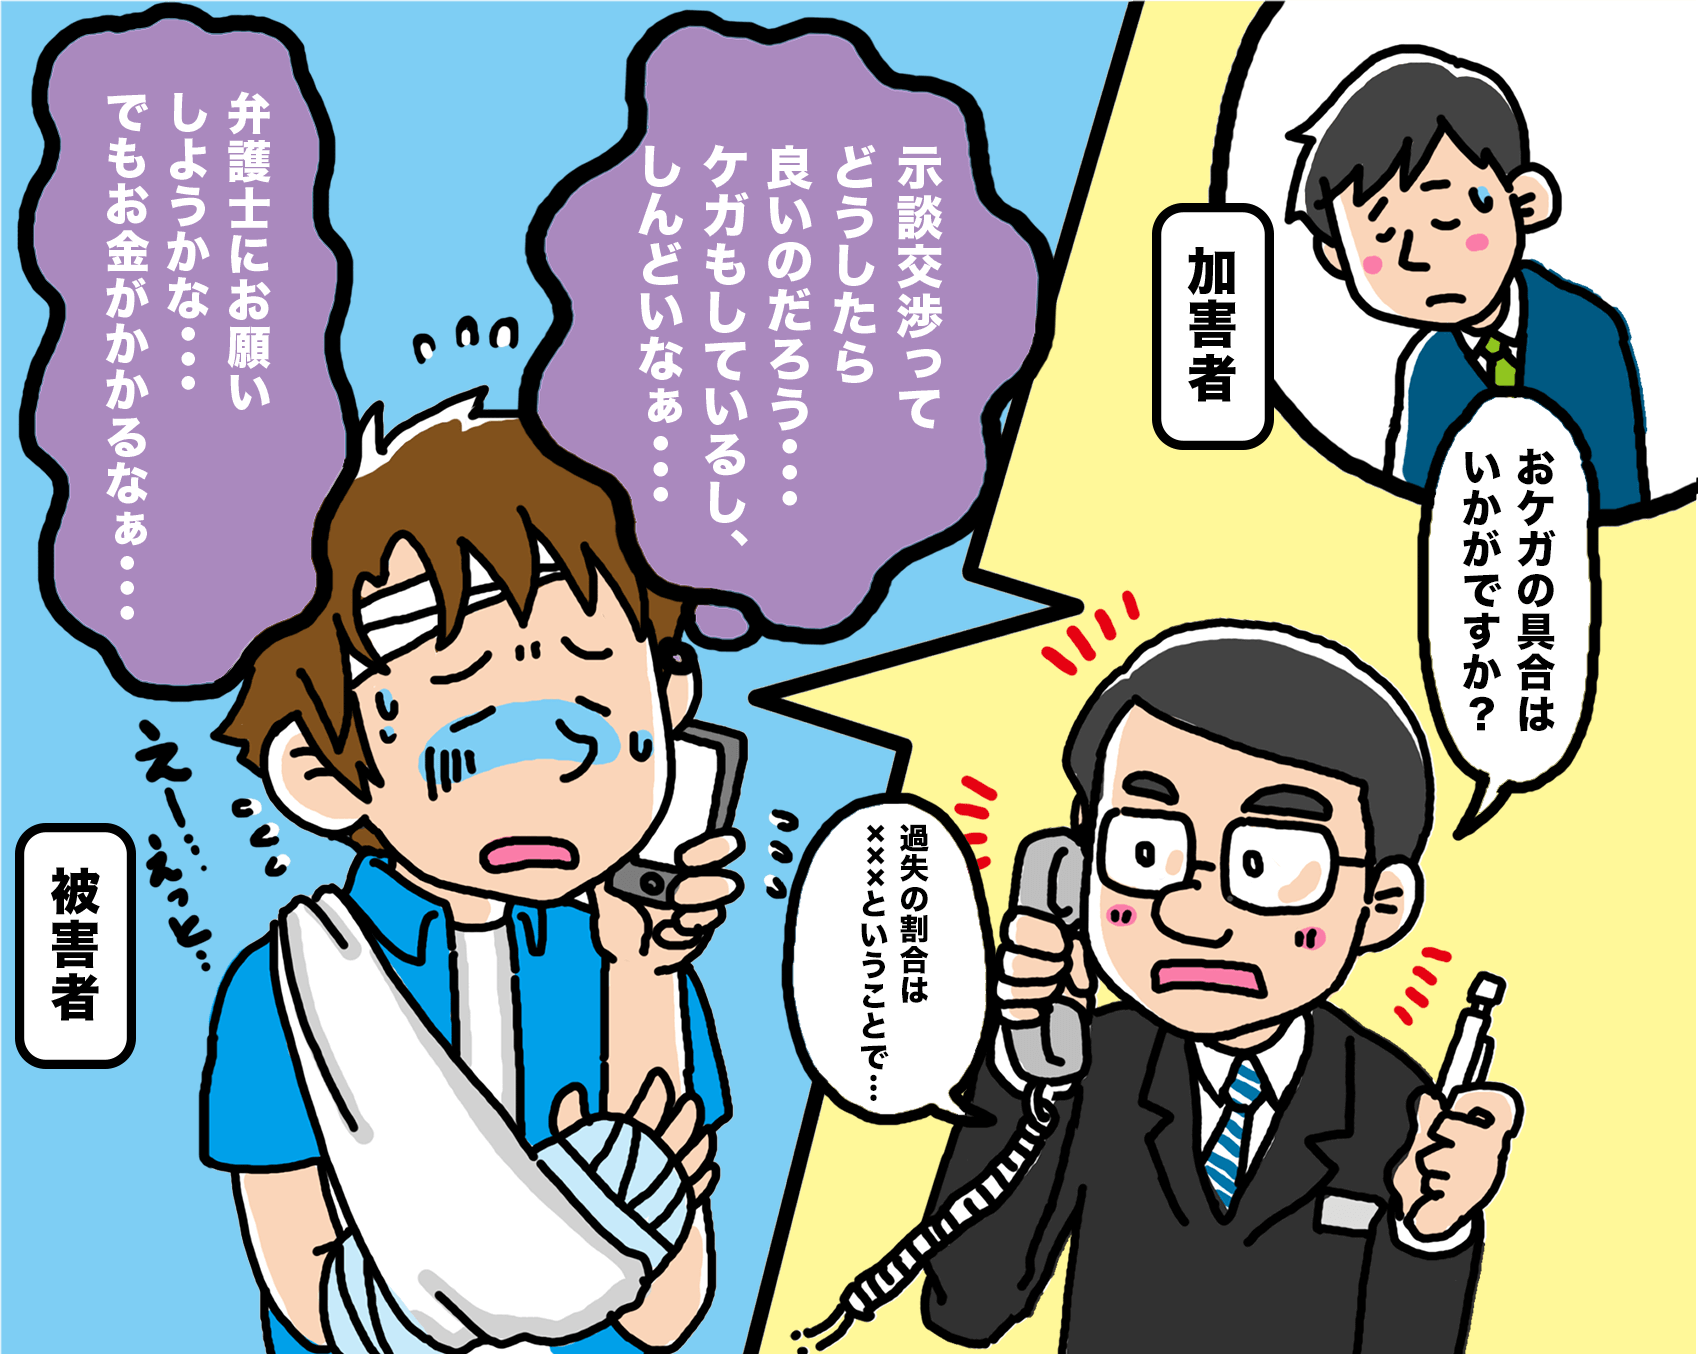 加害者
おケガの具合は
いかがですか?
示談交渉って
どうしたら
良いのだろう・・・
ケガもしているし、
しんどいなぁ・・・
弁護士にお願い
しようかな・・・
でもお金がかかるなぁ・・・
過失の割合は
×××ということで…
えー…
えっと…
被害者